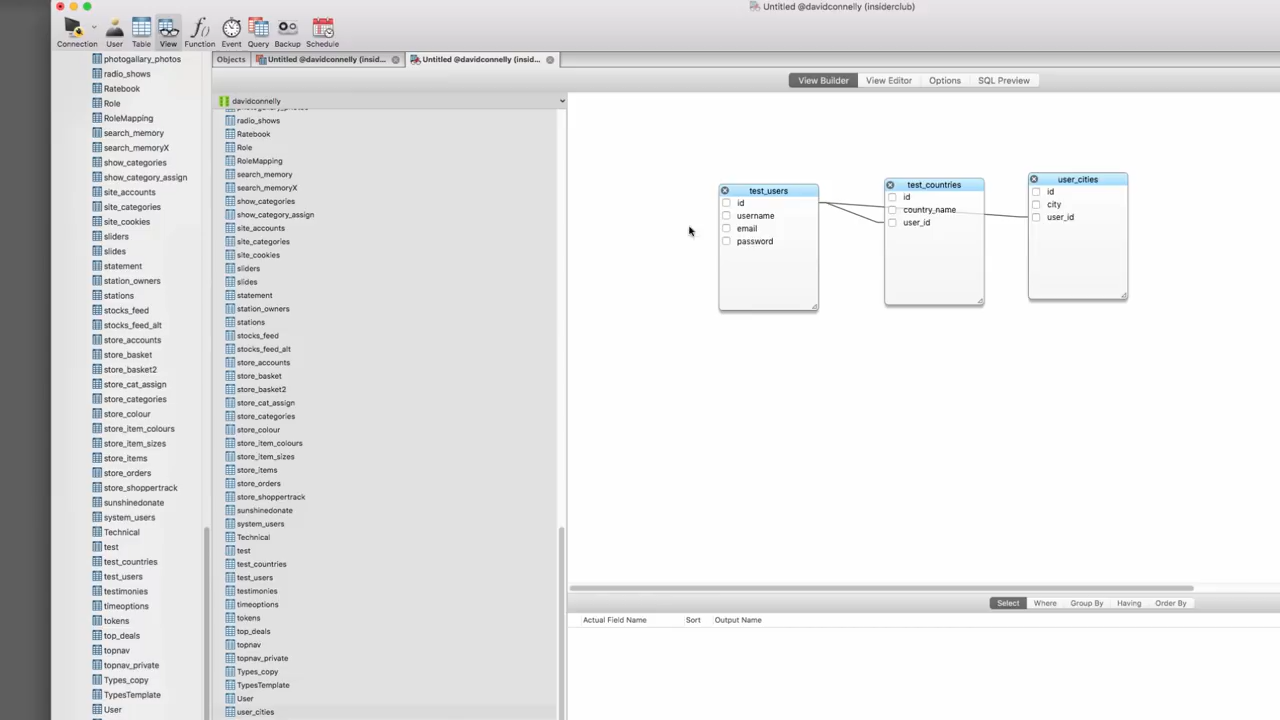 Untitled @davidconnelly (insiderclub)
Connection User Table View Function Event Query Backup Schedule
Objects Untitled @davidconnelly (insid... Untitled @davidconnelly (insid...
View Builder View Editor Options SQL Preview
photogallary_photos
radio_shows
Ratebook
Role
RoleMapping
search_memory
search_memoryX
show_categories
show_category_assign
site_accounts
site_categories
site_cookies
sliders
slides
statement
station_owners
stations
stocks_feed
stocks_feed_alt
store_accounts
store_basket
store_basket2
store_cat_assign
store_categories
store_colour
store_item_colours
store_item_sizes
store_items
store_orders
store_shoppertrack
sunshinedonate
system_users
Technical
test
test_countries
test_users
testimonies
timeoptions
tokens
top_deals
topnav
topnav_private
Types_copy
TypesTemplate
User
davidconnelly
photogallary_photos
radio_shows
Ratebook
Role
RoleMapping
search_memory
search_memoryX
show_categories
show_category_assign
site_accounts
site_categories
site_cookies
sliders
slides
statement
station_owners
stations
stocks_feed
stocks_feed_alt
store_accounts
store_basket
store_basket2
store_cat_assign
store_categories
store_colour
store_item_colours
store_item_sizes
store_items
store_orders
store_shoppertrack
sunshinedonate
system_users
Technical
test
test_countries
test_users
testimonies
timeoptions
tokens
top_deals
topnav
topnav_private
Types_copy
TypesTemplate
User
user_cities
test_users
id
username
email
password
test_countries
id
country_name
user_id
user_cities
id
city
user_id
Select Where Group By Having Order By
Actual Field Name Sort Output Name